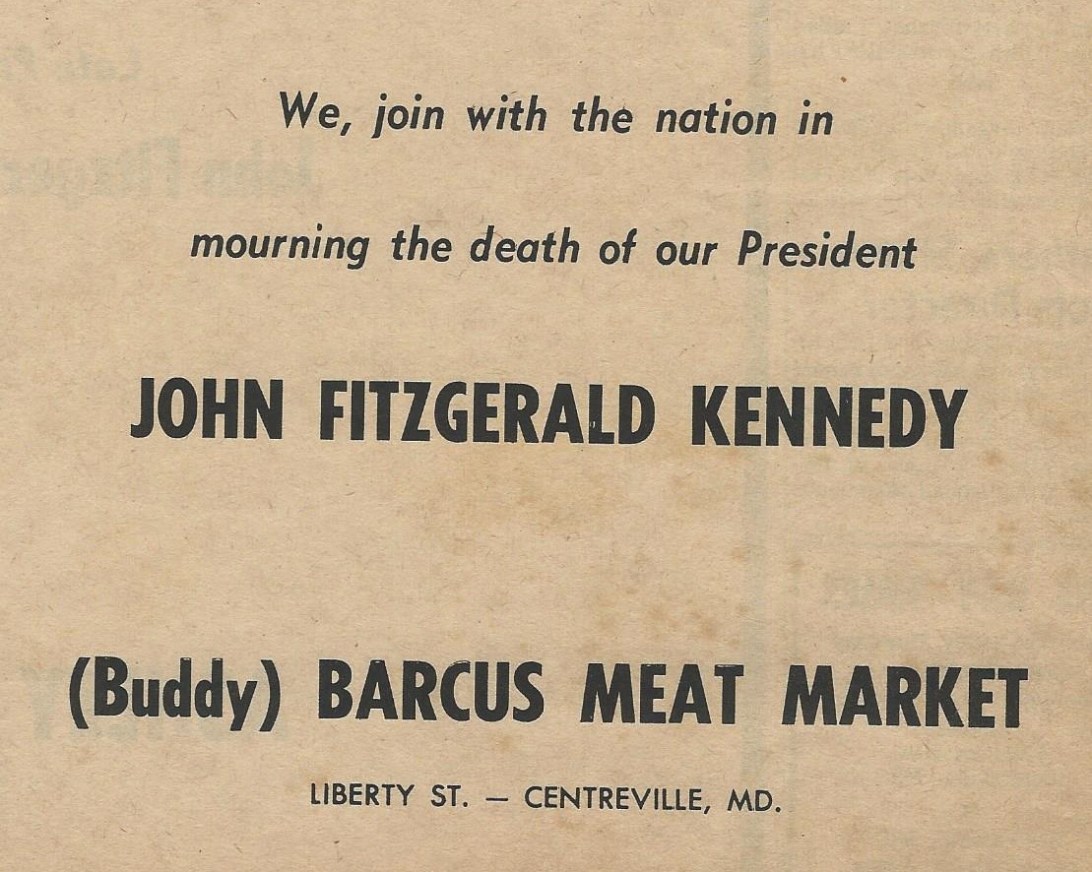 We, join with the nation in
mourning the death of our President
JOHN FITZGERALD KENNEDY
(Buddy) BARCUS MEAT MARKET
LIBERTY ST. — CENTREVILLE, MD.